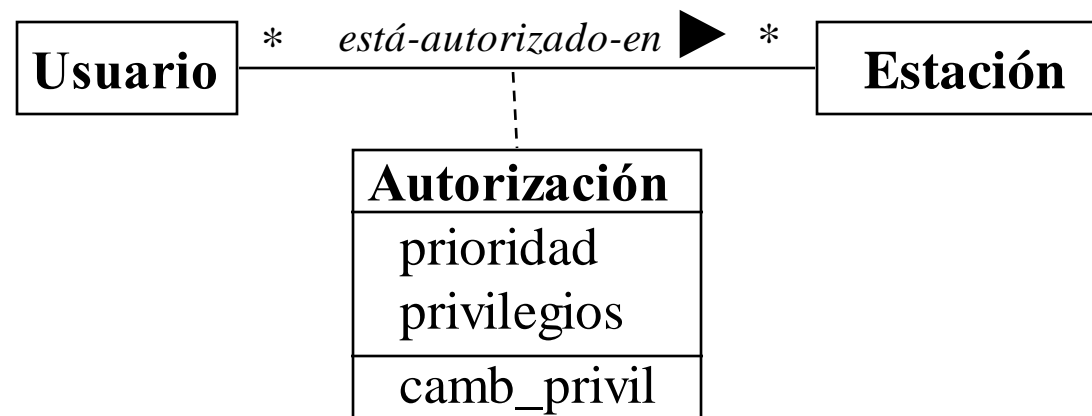 * está-autorizado-en *
Usuario Estación
Autorización
prioridad
privilegios
camb_privil